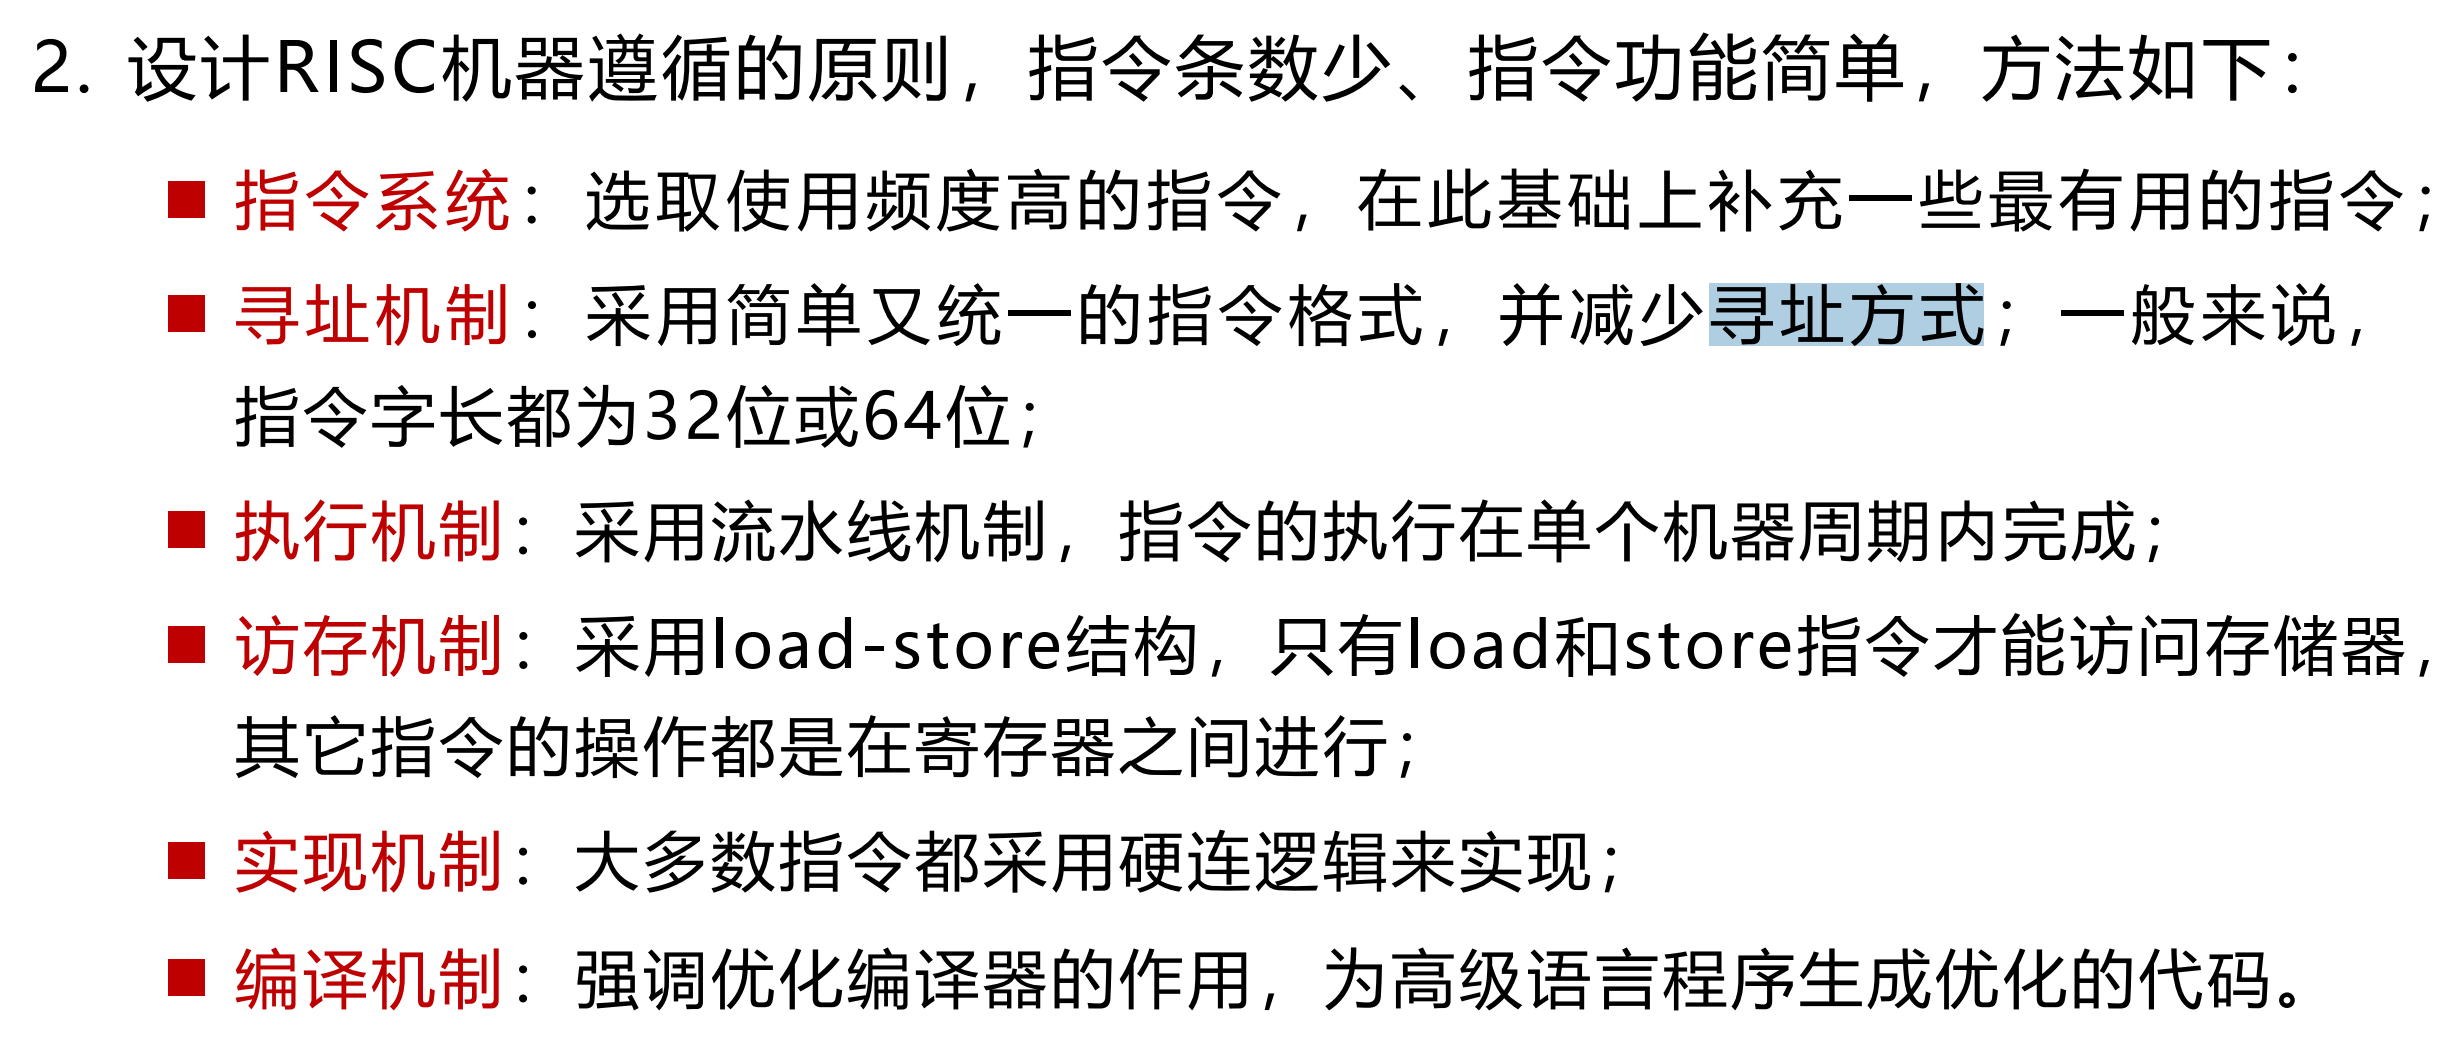 2. 设计RISC机器遵循的原则，指令条数少、指令功能简单，方法如下：
■ 指令系统：选取使用频度高的指令，在此基础上补充一些最有用的指令；
■ 寻址机制：采用简单又统一的指令格式，并减少寻址方式；一般来说，
指令字长都为32位或64位；
■ 执行机制：采用流水线机制，指令的执行在单个机器周期内完成；
■ 访存机制：采用load-store结构，只有load和store指令才能访问存储器，
其它指令的操作都是在寄存器之间进行；
■ 实现机制：大多数指令都采用硬连逻辑来实现；
■ 编译机制：强调优化编译器的作用，为高级语言程序生成优化的代码。